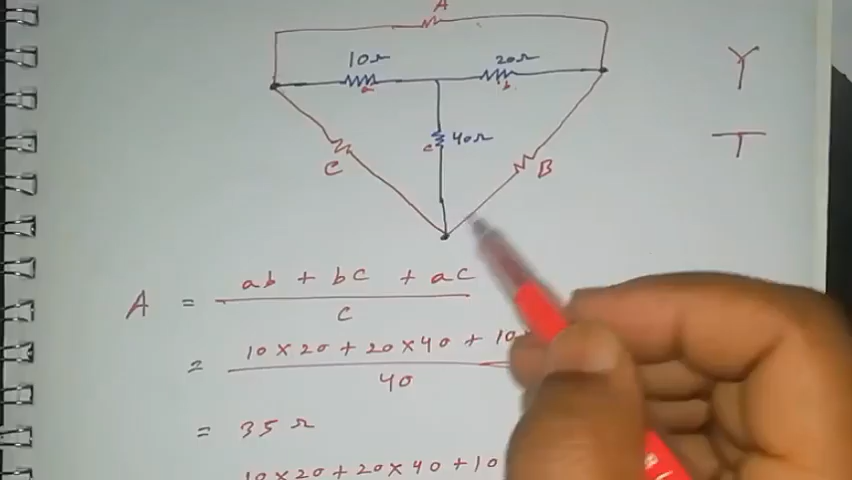 A
10Ω 20Ω
a b
c 40Ω
C B
Y
T
A = ab + bc + ac
c
= 10 × 20 + 20 × 40 + 10
40
= 35 Ω
10 × 20 + 20 × 40 + 10